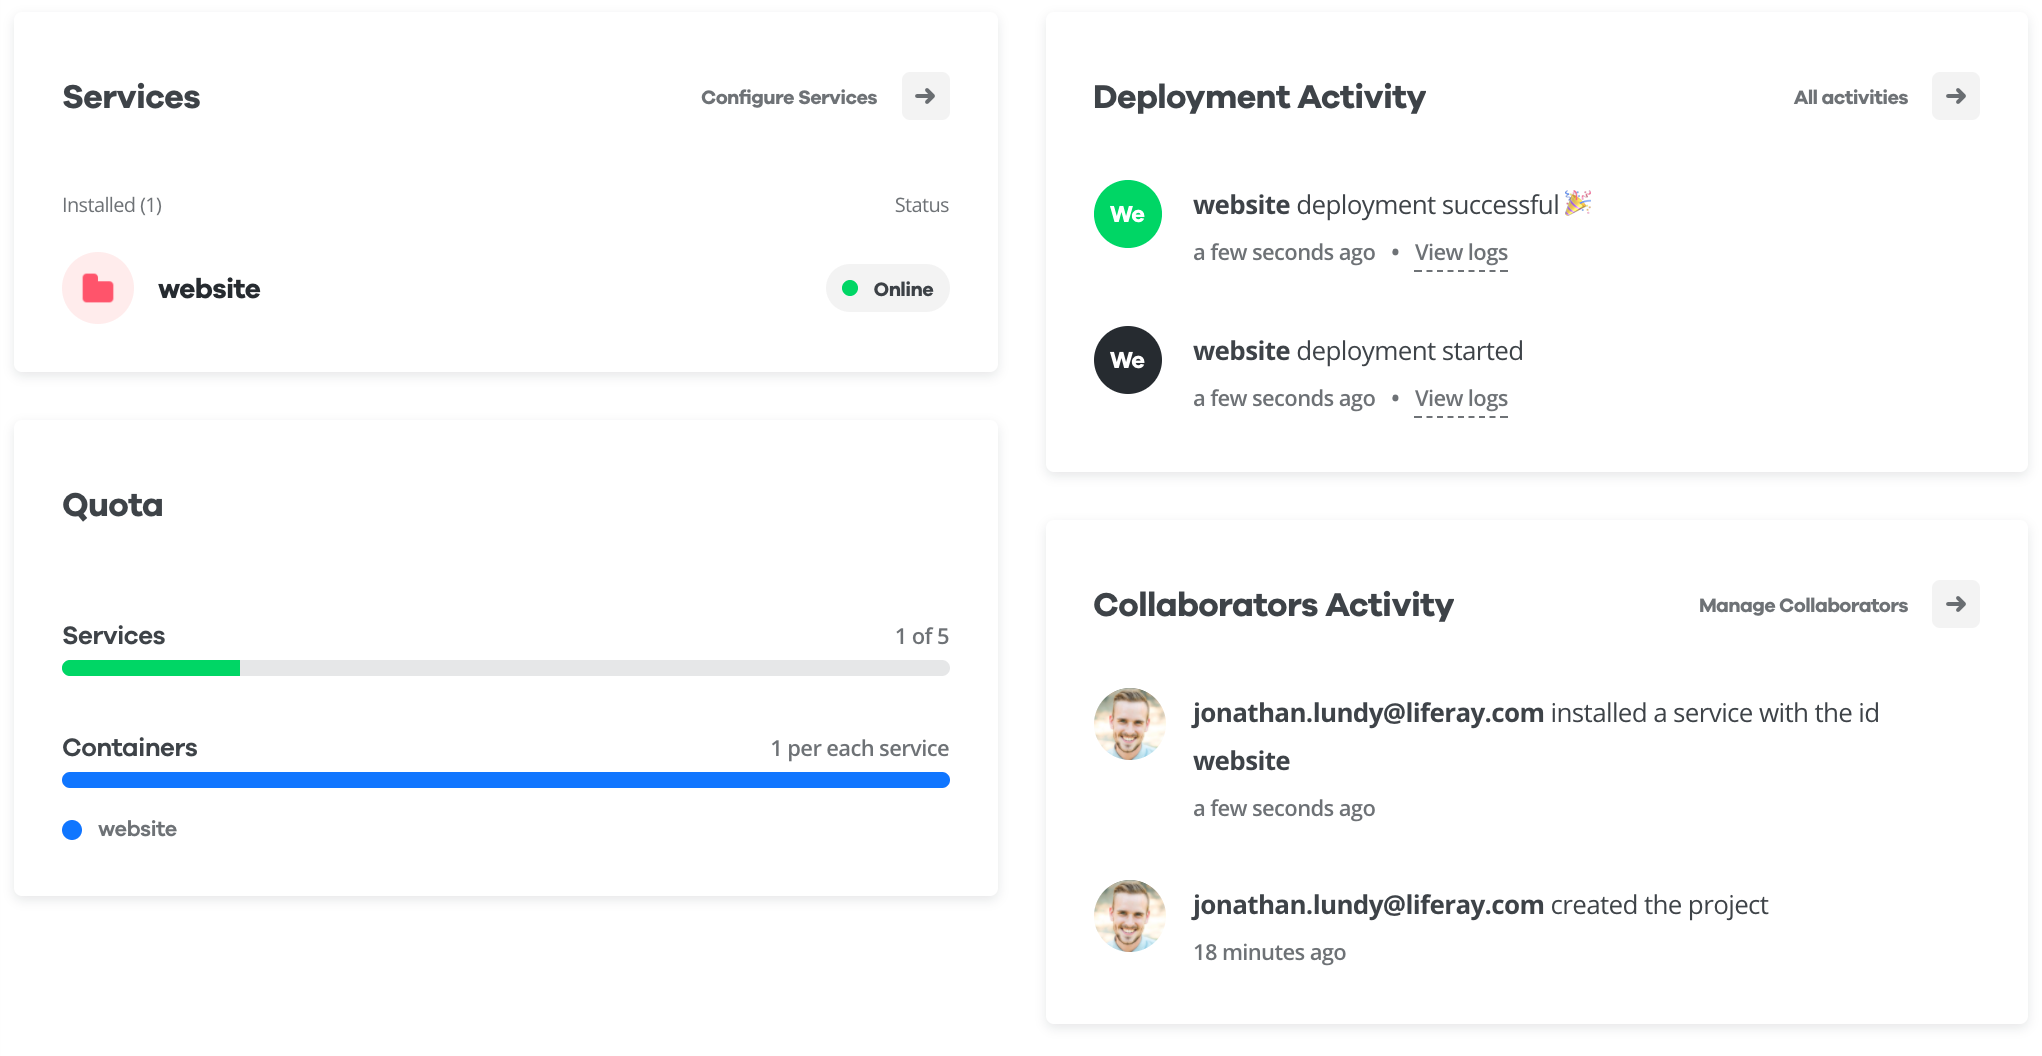 Services
Configure Services
Installed (1)
Status
website
Online
Quota
Services
1 of 5
Containers
1 per each service
website
Deployment Activity
All activities
We
website deployment successful 🎉
a few seconds ago • View logs
We
website deployment started
a few seconds ago • View logs
Collaborators Activity
Manage Collaborators
jonathan.lundy@liferay.com installed a service with the id
website
a few seconds ago
jonathan.lundy@liferay.com created the project
18 minutes ago